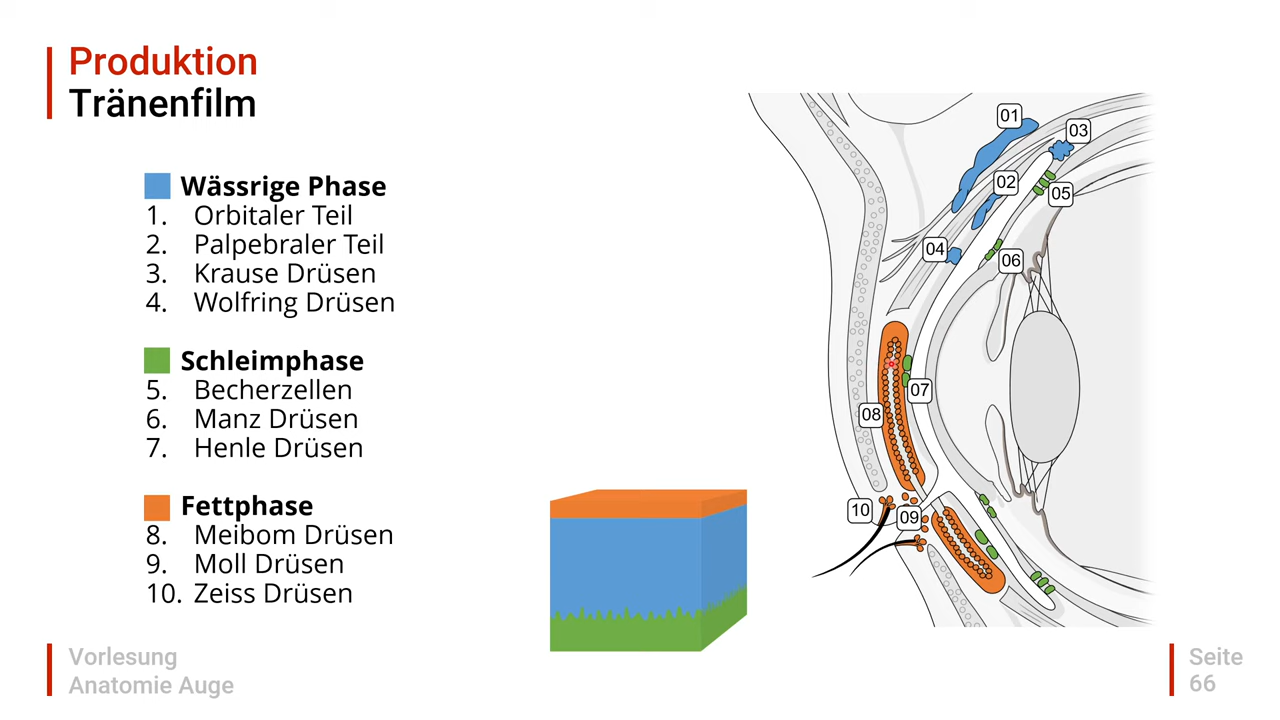 Produktion
Tränenfilm
Wässrige Phase
1. Orbitaler Teil
2. Palpebraler Teil
3. Krause Drüsen
4. Wolfring Drüsen
Schleimphase
5. Becherzellen
6. Manz Drüsen
7. Henle Drüsen
Fettphase
8. Meibom Drüsen
9. Moll Drüsen
10. Zeiss Drüsen
01
03
02
05
04
06
07
08
10
09
Vorlesung
Anatomie Auge
Seite
66